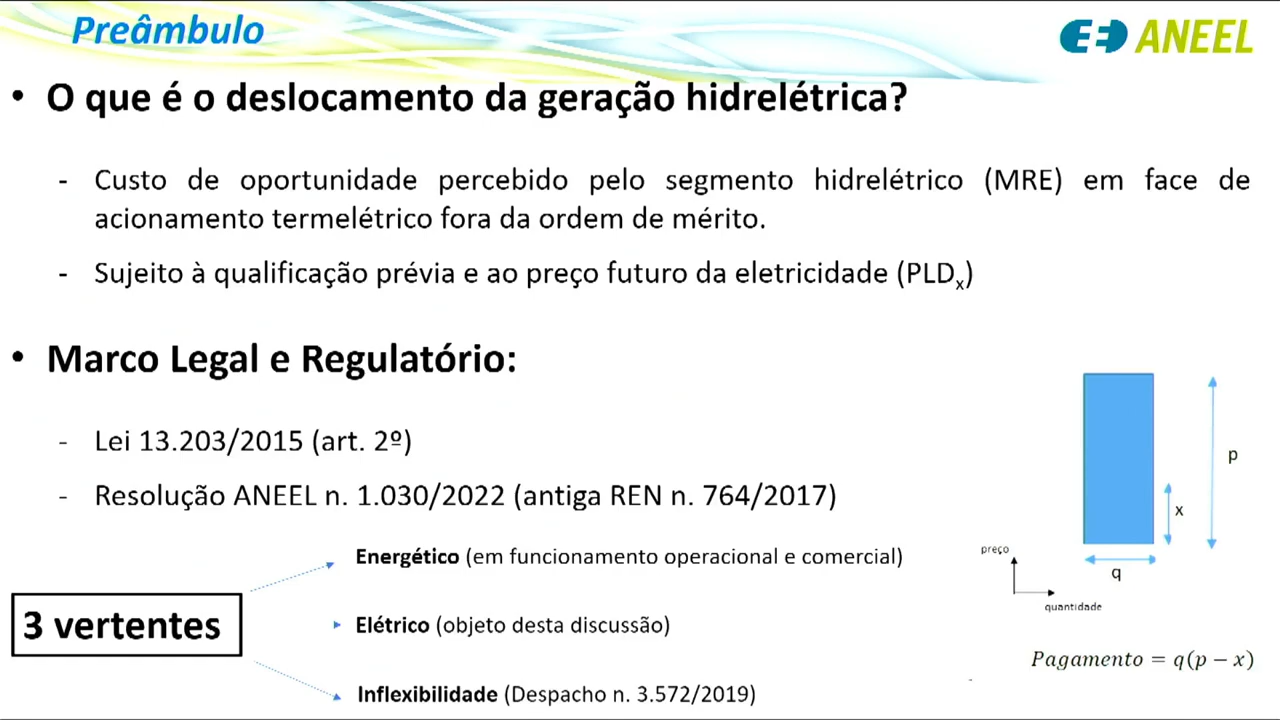 Preâmbulo
ANEEL
• O que é o deslocamento da geração hidrelétrica?
- Custo de oportunidade percebido pelo segmento hidrelétrico (MRE) em face de
acionamento termelétrico fora da ordem de mérito.
- Sujeito à qualificação prévia e ao preço futuro da eletricidade (PLDx)
• Marco Legal e Regulatório:
- Lei 13.203/2015 (art. 2º)
- Resolução ANEEL n. 1.030/2022 (antiga REN n. 764/2017)
3 vertentes
Energético (em funcionamento operacional e comercial)
Elétrico (objeto desta discussão)
Inflexibilidade (Despacho n. 3.572/2019)
p
x
q
preço
quantidade
Pagamento = q(p − x)